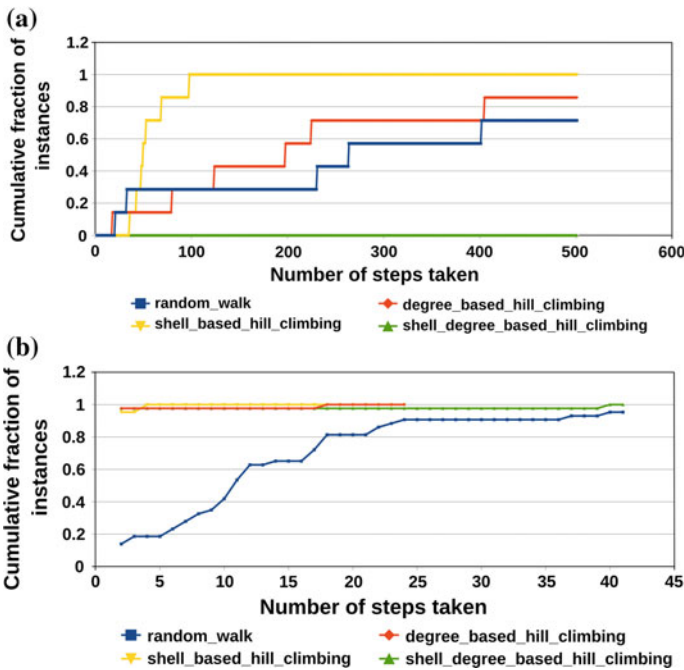 (a)
Cumulative fraction of
instances
1.2
1
0.8
0.6
0.4
0.2
0
0 100 200 300 400 500 600
Number of steps taken
random_walk degree_based_hill_climbing
shell_based_hill_climbing shell_degree_based_hill_climbing
(b)
Cumulative fraction of
instances
1.2
1
0.8
0.6
0.4
0.2
0
0 5 10 15 20 25 30 35 40 45
Number of steps taken
random_walk degree_based_hill_climbing
shell_based_hill_climbing shell_degree_based_hill_climbing